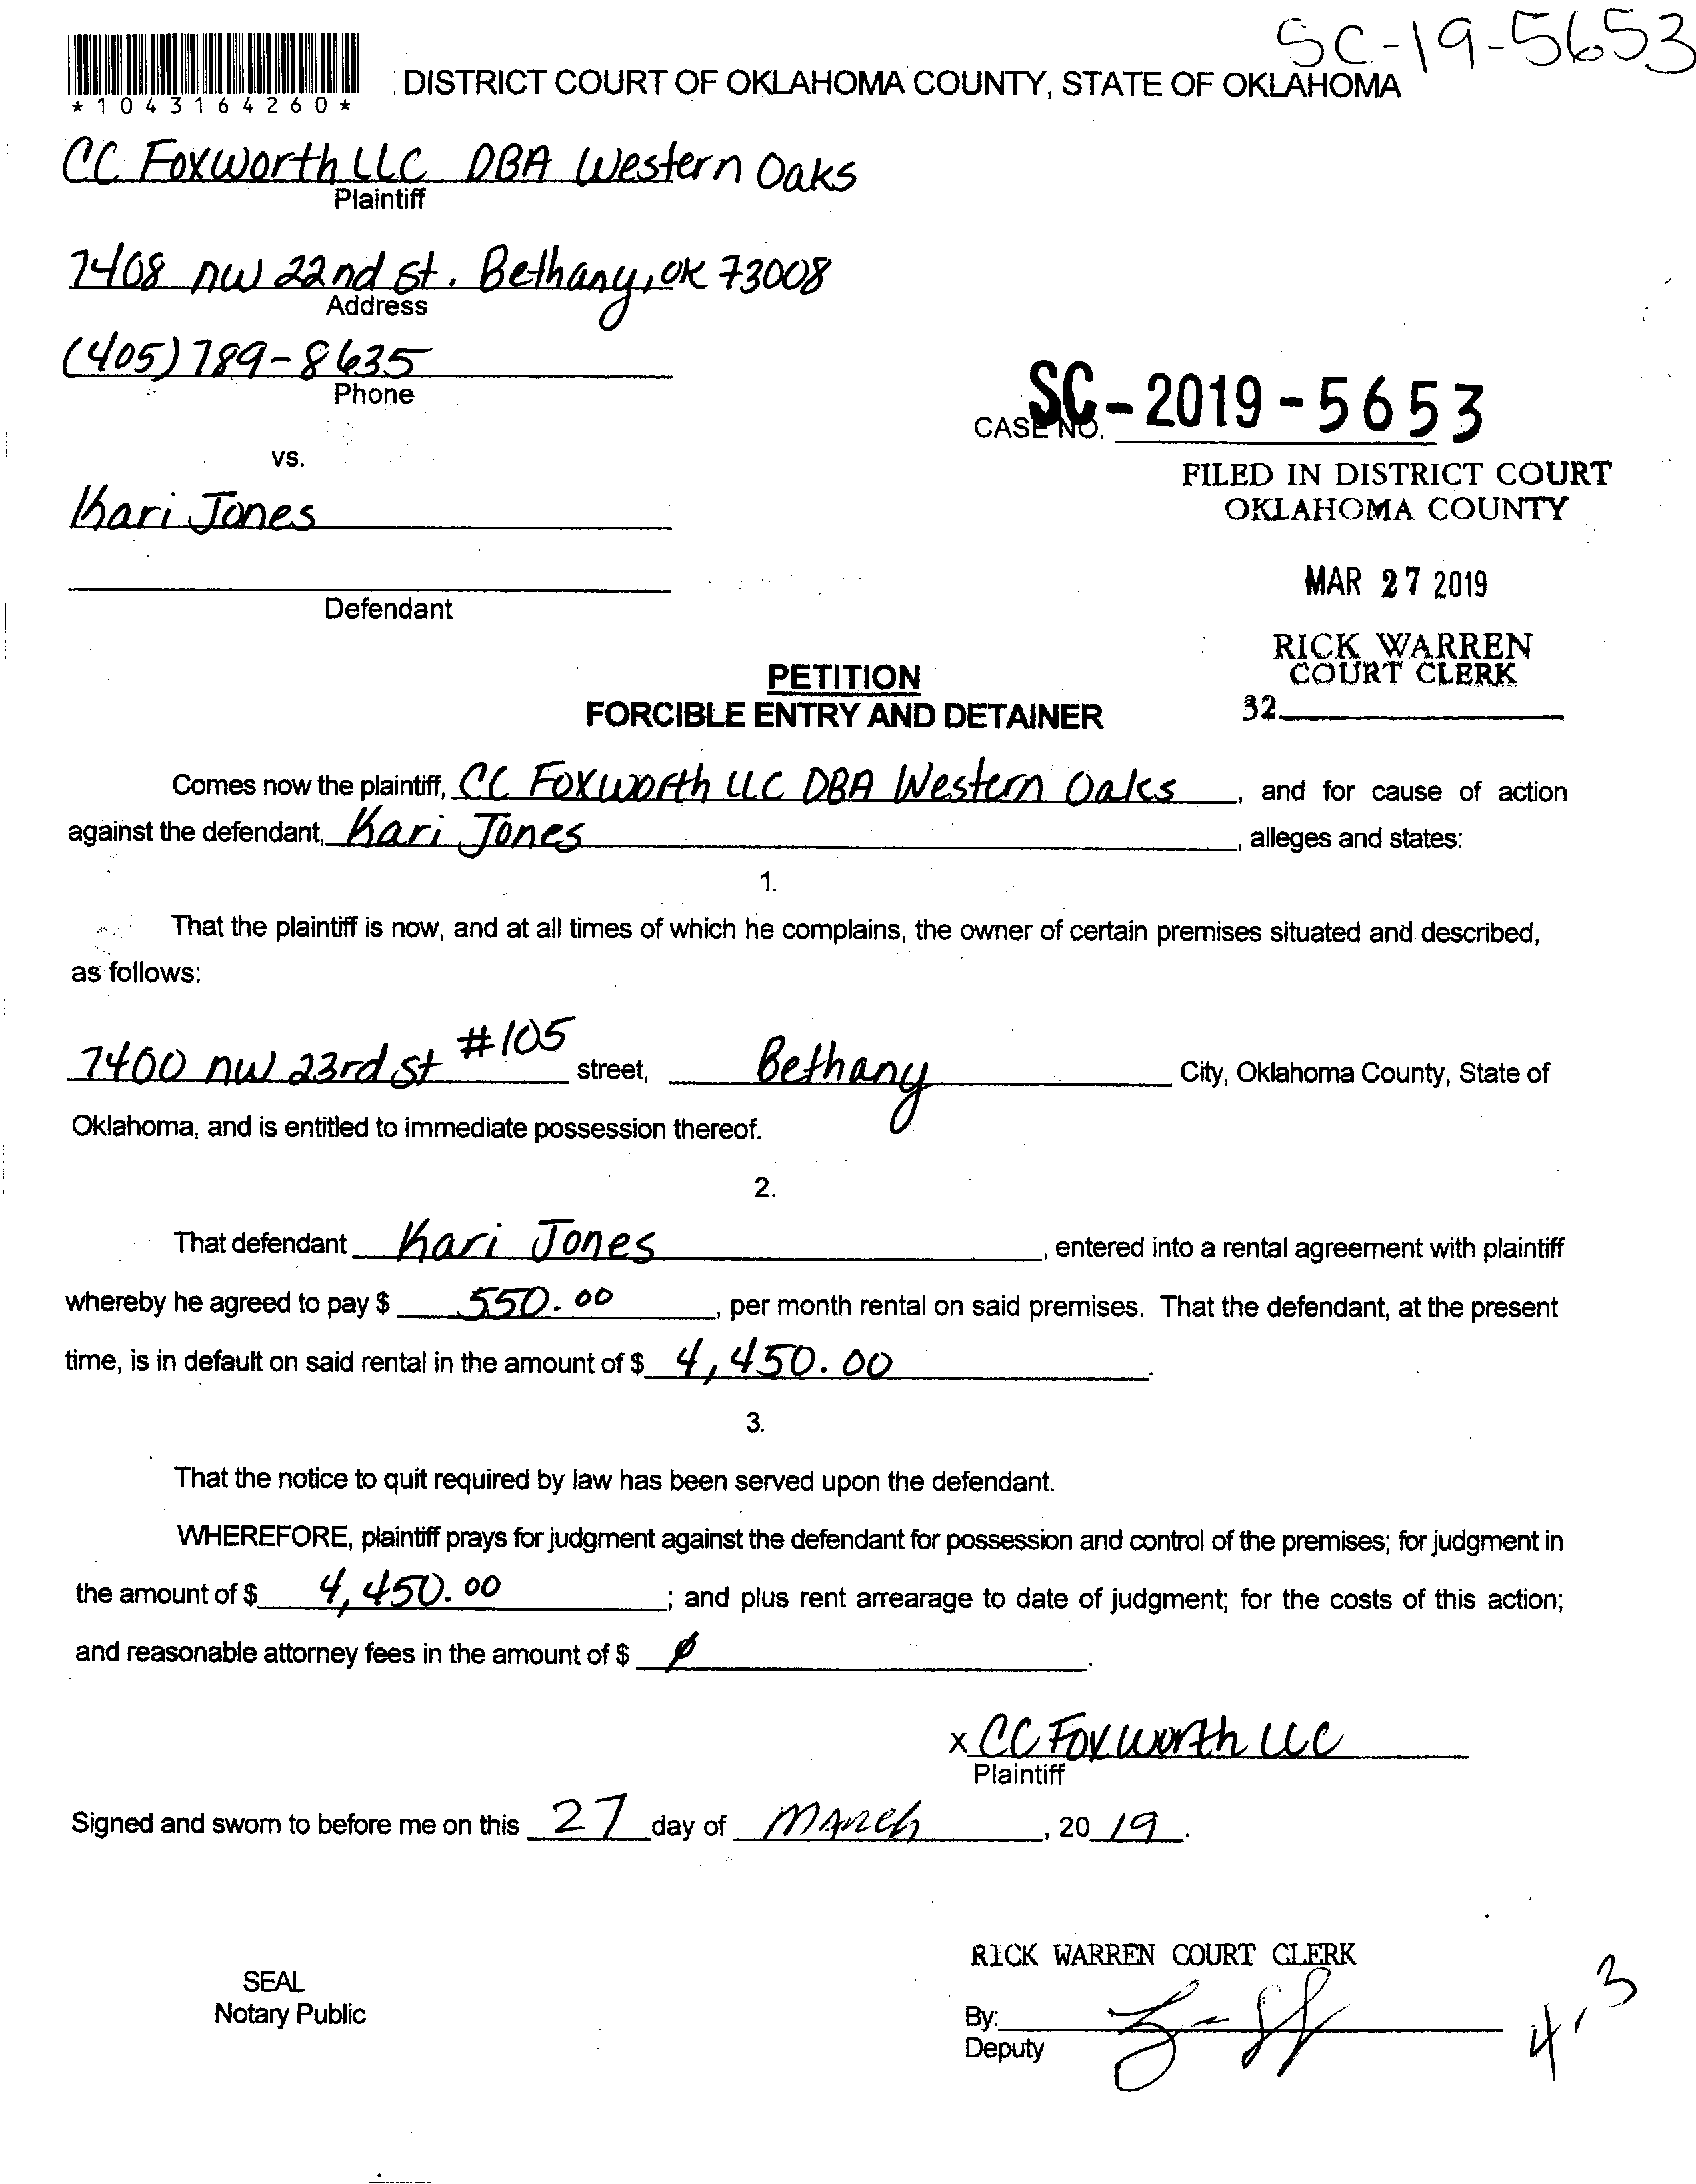 SC-19-5653
*1043164260*
DISTRICT COURT OF OKLAHOMA COUNTY, STATE OF OKLAHOMA
CC Foxworth LLC DBA Western Oaks
Plaintiff
7408 NW 22nd St. Bethany, OK 73008
Address
(405) 789-8635
Phone
CASE NO. SC-2019-5653
vs.
FILED IN DISTRICT COURT
OKLAHOMA COUNTY
Kari Jones
MAR 27 2019
Defendant
RICK WARREN
COURT CLERK
32
PETITION
FORCIBLE ENTRY AND DETAINER
Comes now the plaintiff, CC Foxworth LLC DBA Western Oaks, and for cause of action
against the defendant, Kari Jones, alleges and states:
1.
That the plaintiff is now, and at all times of which he complains, the owner of certain premises situated and described,
as follows:
7400 NW 23rd St #105 street, Bethany City, Oklahoma County, State of
Oklahoma, and is entitled to immediate possession thereof.
2.
That defendant Kari Jones, entered into a rental agreement with plaintiff
whereby he agreed to pay $ 550.00, per month rental on said premises. That the defendant, at the present
time, is in default on said rental in the amount of $ 4,450.00.
3.
That the notice to quit required by law has been served upon the defendant.
WHEREFORE, plaintiff prays for judgment against the defendant for possession and control of the premises; for judgment in
the amount of $ 4,450.00; and plus rent arrearage to date of judgment; for the costs of this action;
and reasonable attorney fees in the amount of $ ∅.
x CC Foxworth LLC
Plaintiff
Signed and sworn to before me on this 27 day of March, 2019.
RICK WARREN COURT CLERK
SEAL
Notary Public
By:
Deputy
4,3